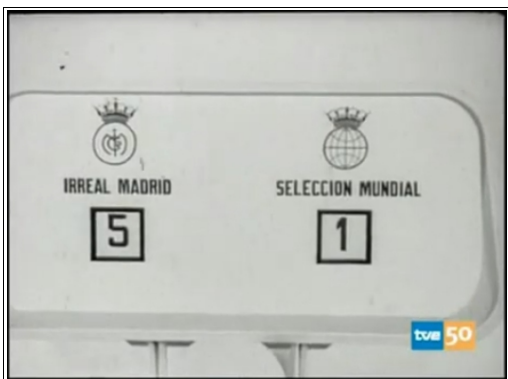 IRREAL MADRID
SELECCION MUNDIAL
5
1
tve 50